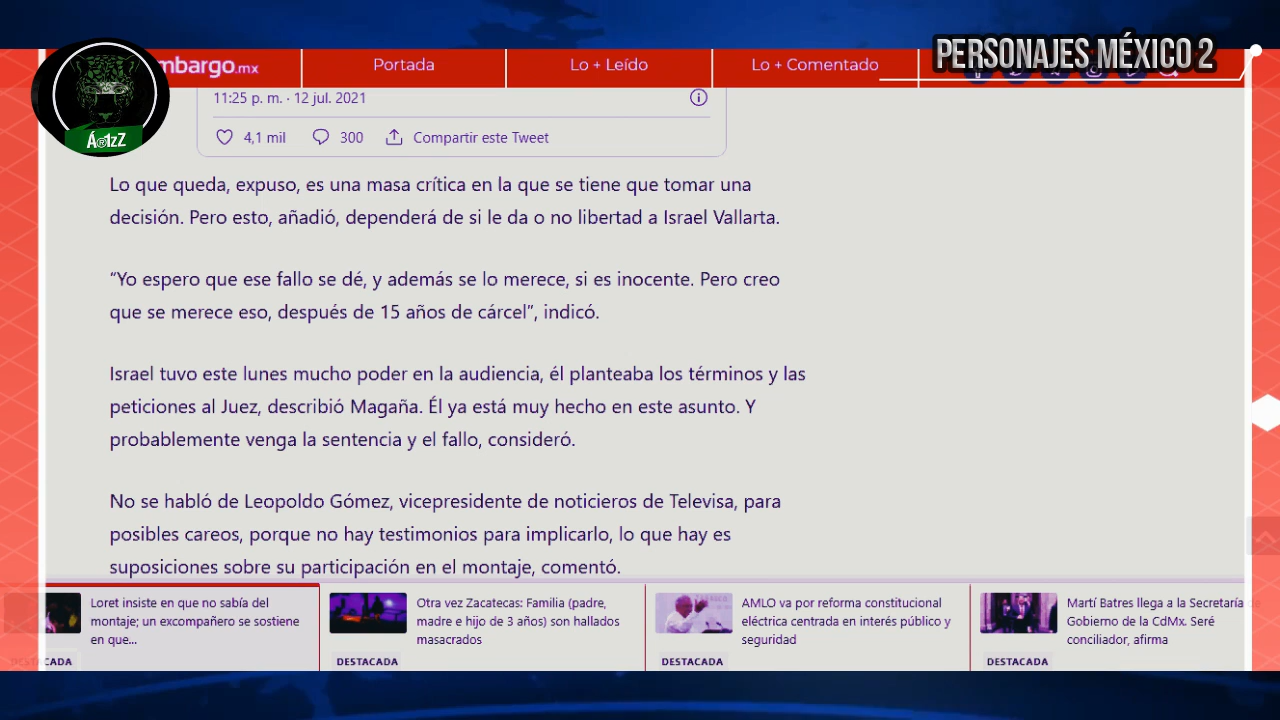 PERSONAJES MÉXICO 2
mbargo.mx
Portada
Lo + Leído
Lo + Comentado
Á®1zZ
11:25 p. m. · 12 jul. 2021
4,1 mil
300
Compartir este Tweet
Lo que queda, expuso, es una masa crítica en la que se tiene que tomar una
decisión. Pero esto, añadió, dependerá de si le da o no libertad a Israel Vallarta.
“Yo espero que ese fallo se dé, y además se lo merece, si es inocente. Pero creo
que se merece eso, después de 15 años de cárcel”, indicó.
Israel tuvo este lunes mucho poder en la audiencia, él planteaba los términos y las
peticiones al Juez, describió Magaña. Él ya está muy hecho en este asunto. Y
probablemente venga la sentencia y el fallo, consideró.
No se habló de Leopoldo Gómez, vicepresidente de noticieros de Televisa, para
posibles careos, porque no hay testimonios para implicarlo, lo que hay es
suposiciones sobre su participación en el montaje, comentó.
Loret insiste en que no sabía del
montaje; un excompañero se sostiene
en que...
DESTACADA
Otra vez Zacatecas: Familia (padre,
madre e hijo de 3 años) son hallados
masacrados
DESTACADA
AMLO va por reforma constitucional
eléctrica centrada en interés público y
seguridad
DESTACADA
Martí Batres llega a la Secretaría de
Gobierno de la CdMx. Seré
conciliador, afirma
DESTACADA